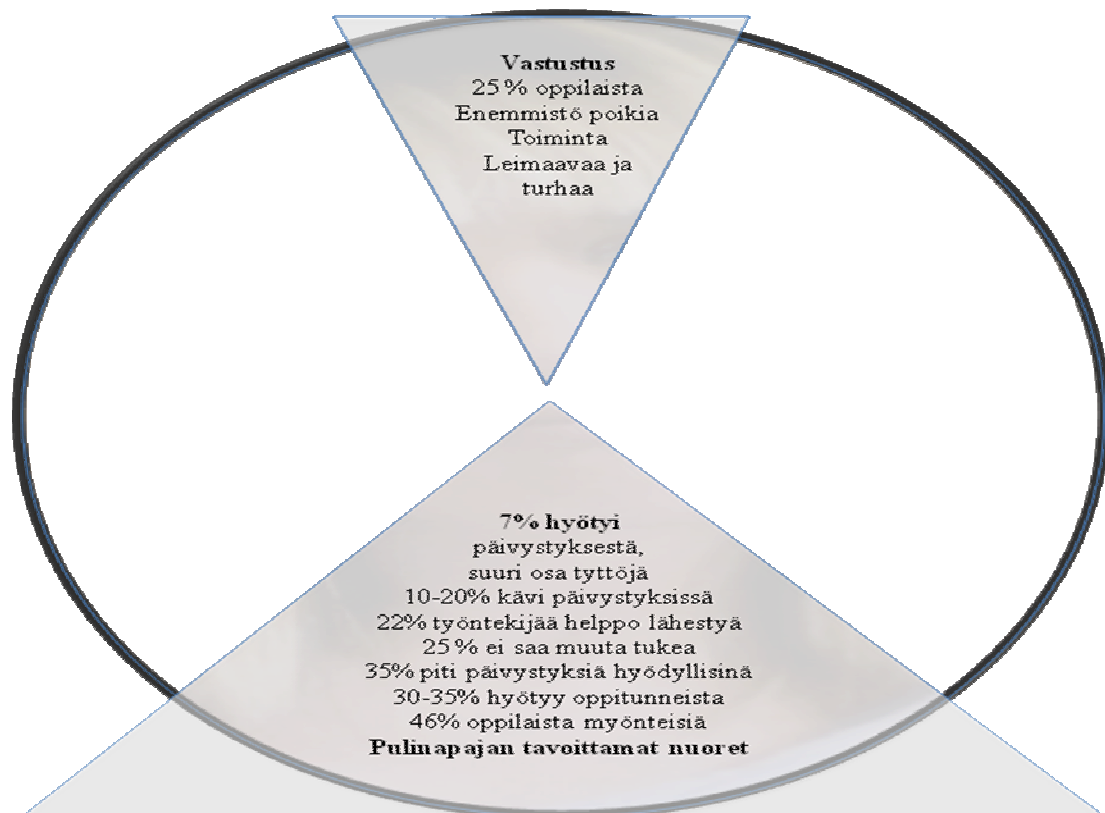 Vastustus
25% oppilaista
Enemmistö poikia
Toiminta
Leimaavaa ja
turhaa
7% hyötyi
päivystyksestä,
suuri osa tyttöjä
10-20% kävi päivystyksissä
22% työntekijää helppo lähestyä
25% ei saa muuta tukea
35% piti päivystyksiä hyödyllisinä
30-35% hyötyy oppitunneista
46% oppilaista myönteisiä
Pulinapajan tavoittamat nuoret